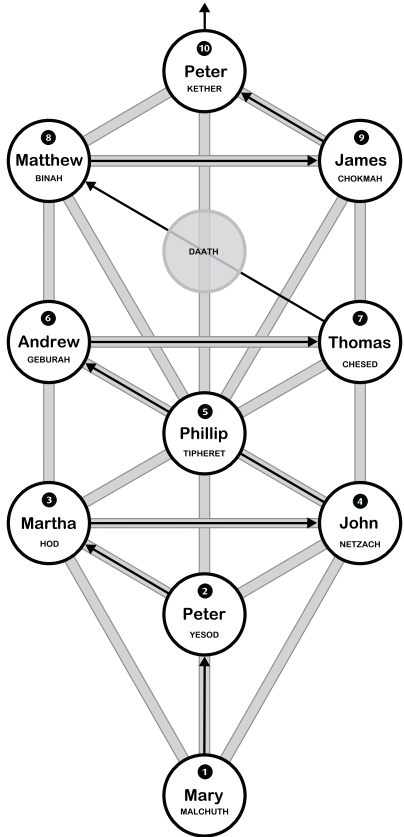 10
Peter
KETHER
8
Matthew
BINAH
9
James
CHOKMAH
DAATH
6
Andrew
GEBURAH
7
Thomas
CHESED
5
Phillip
TIPHERET
3
Martha
HOD
4
John
NETZACH
2
Peter
YESOD
1
Mary
MALCHUTH